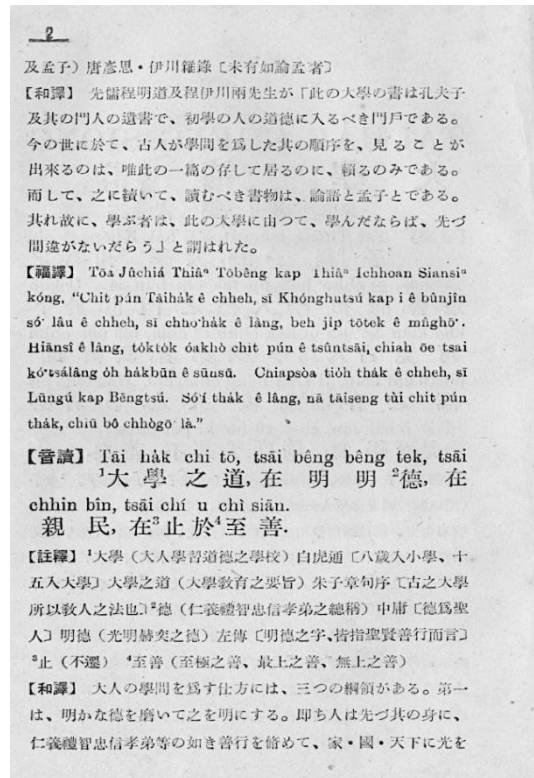 2
及孟子）唐彥思・伊川雜錄〔未有如論孟者〕
【和譯】 先儒程明道及程伊川兩先生が「此の大學の書は孔夫子
及其の門人の遺書で、初學の人の道德に入るべき門戶である。
今の世に於て、古人が學問を爲した其の順序を、見ることが
出來るのは、唯此の一篇の存して居るのに、賴るのみである。
而して、之に續いて、讀むべき書物は、論語と孟子とである。
其れ故に、學ぶ者は、此の大學に由つて、學んだならば、先づ
間違がないだらう」と謂はれた。
【福譯】 Tōa Jûchiá Thiâⁿ Tōbêng kap Thiâⁿ Ichhoan Siansiⁿ
kóng, “Chit pún Tāihák ê chheh, sī Khónghutsú kap i ê bûnjîn
só· lâu ê chheh, sī chho·hák ê lâng, beh jip tōtek ê mn̂ghō·.
Hiānsî ê lâng, tóktók óakhò chit pún ê tsûntsāi, chiah ōe tsai
kó·tsálâng óh hákbūn ê sūnsū. Chiapsòa tióh thák ê chheh, sī
Lūngú kap Bēngtsú. Só·í thák ê lâng, nā tāiseng tùi chit pún
thák, chiū bô chhògō· là.”
【音讀】 Tāi hák chi tō, tsāi bêng bêng tek, tsāi
¹大 學 之 道, 在 明 明 ²德, 在
chhin bîn, tsāi chí u chì siān.
親 民, 在³止 於⁴至 善.
【註釋】 ¹大學（大人學習道德之學校）白虎通〔八歲入小學、十
五入大學〕大學之道（大學敎育之要旨）朱子章句序〔古之大學
所以敎人之法也〕²德（仁義禮智忠信孝弟之總稱）中庸〔德爲聖
人〕明德（光明赫奕之德）左傳〔明德之字、皆指聖賢善行而言〕
³止（不遷） ⁴至善（至極之善、最上之善、無上之善）
【和譯】 大人の學問を爲す仕方には、三つの綱領がある。第一
は、明かな德を磨いて之を明にする。即ち人は先づ其の身に、
仁義禮智忠信孝弟等の如き善行を脩めて、家・國・天下に光を